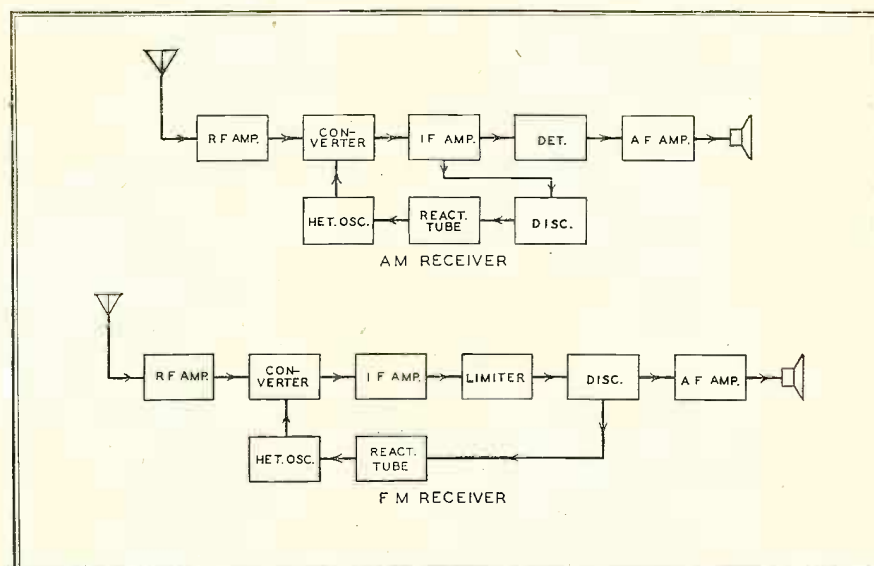 R F AMP.
CON-
VERTER
I F AMP.
DET.
A F AMP.
HET. OSC.
REACT.
TUBE
DISC.
AM RECEIVER
R F AMP.
CON-
VERTER
I F AMP.
LIMITER
DISC.
A F AMP.
HET. OSC.
REACT.
TUBE
F M RECEIVER